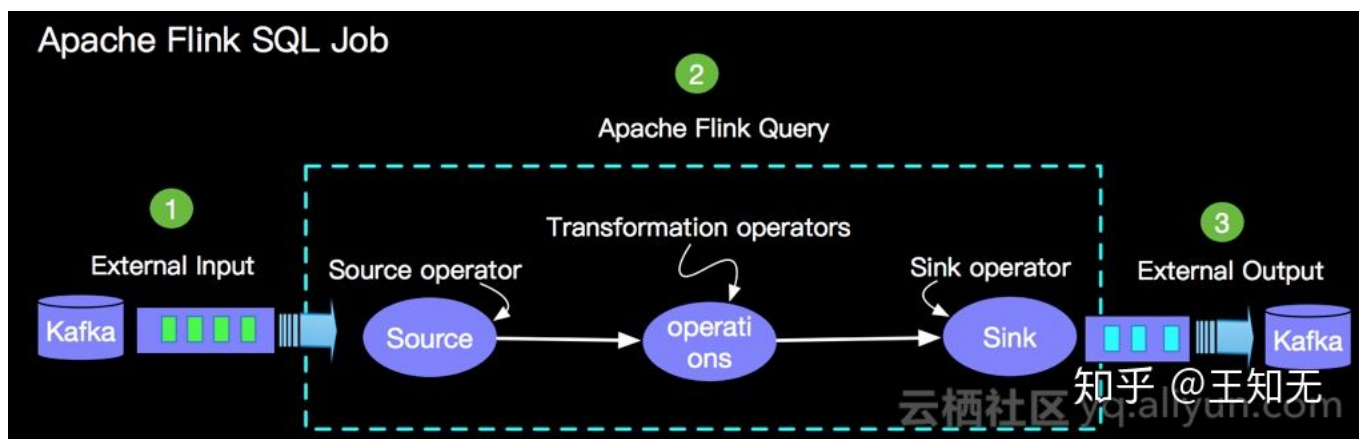 Apache Flink SQL Job
2
Apache Flink Query
1
Transformation operators
3
External Input
Source operator
Sink operator
External Output
Kafka
Source
operati
ons
Sink
Kafka
知乎 @王知无
云栖社区 yq.aliyun.com